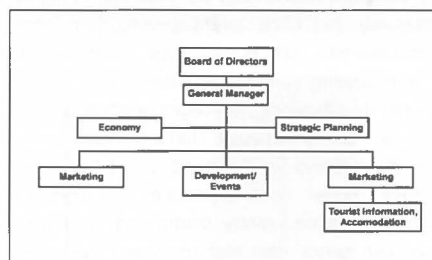 Board of Directors
General Manager
Economy
Strategic Planning
Marketing
Development/
Events
Marketing
Tourist Information,
Accomodation